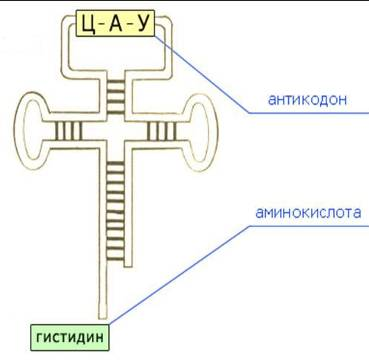 Ц-А-У
антикодон
аминокислота
гистидин